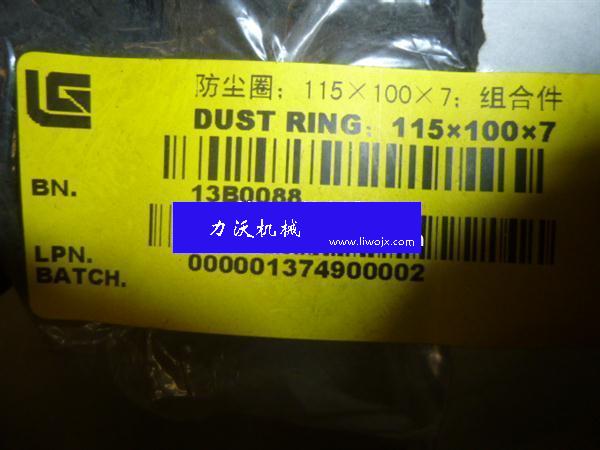 LG
防尘圈；115×100×7；组合件
DUST RING；115×100×7
BN. 13B0088
力沃机械
www.liwojx.com
LPN.
BATCH. 000001374900002